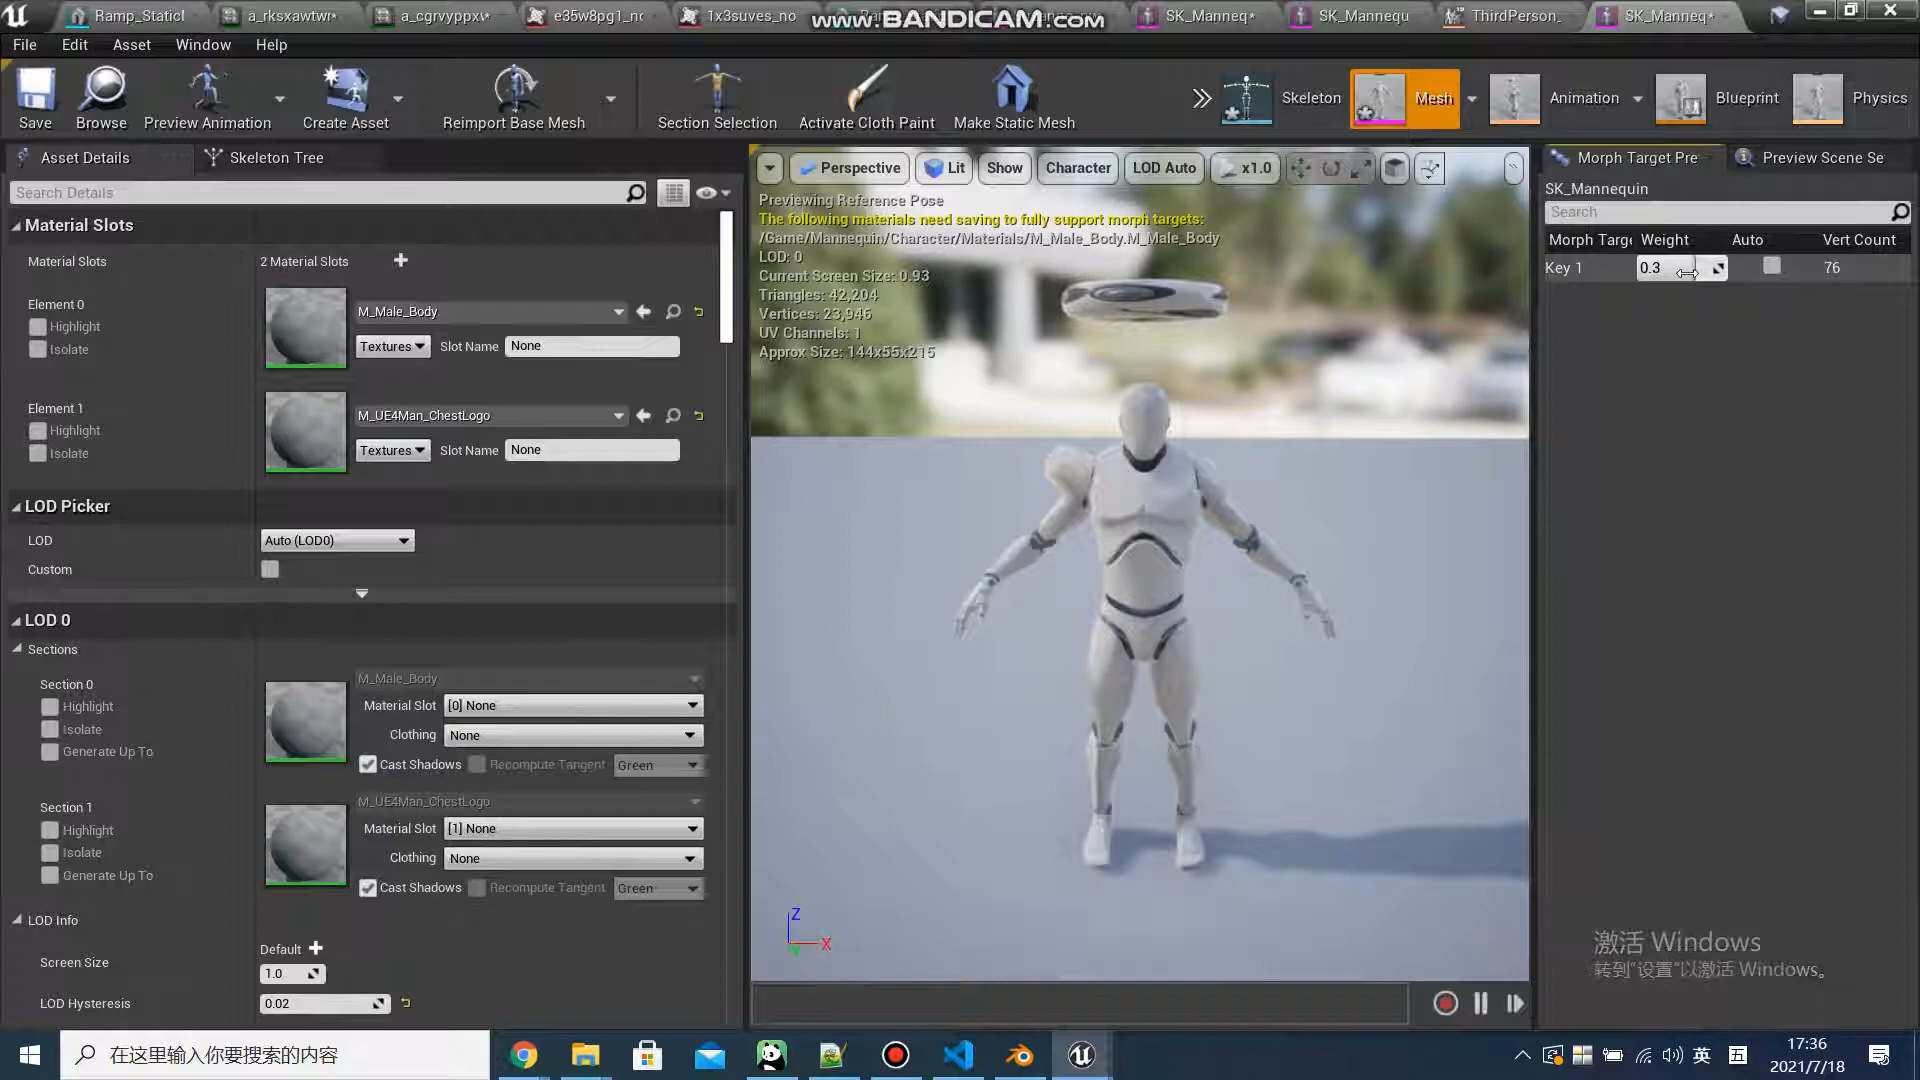 Ramp_StaticI
a_rksxawtwr*
a_cgrvyppxv*
e35w8pg1_nc
1x3suves_no
www.BANDICAM.com
SK_Manneq*
SK_Mannequ
ThirdPerson_
SK_Manneq*
File Edit Asset Window Help
Save
Browse
Preview Animation
Create Asset
Reimport Base Mesh
Section Selection
Activate Cloth Paint
Make Static Mesh
Skeleton
Mesh
Animation
Blueprint
Physics
Asset Details
Skeleton Tree
Search Details
Material Slots
Material Slots
2 Material Slots
Element 0
Highlight
Isolate
M_Male_Body
Textures
Slot Name
None
Element 1
Highlight
Isolate
M_UE4Man_ChestLogo
Textures
Slot Name
None
LOD Picker
LOD
Auto (LOD0)
Custom
LOD 0
Sections
Section 0
Highlight
Isolate
Generate Up To
M_Male_Body
Material Slot
[0] None
Clothing
None
Cast Shadows
Recompute Tangent
Green
Section 1
Highlight
Isolate
Generate Up To
M_UE4Man_ChestLogo
Material Slot
[1] None
Clothing
None
Cast Shadows
Recompute Tangent
Green
LOD Info
Default
Screen Size
1.0
LOD Hysteresis
0.02
Perspective
Lit
Show
Character
LOD Auto
x1.0
Previewing Reference Pose
The following materials need saving to fully support morph targets:
/Game/Mannequin/Character/Materials/M_Male_Body.M_Male_Body
LOD: 0
Current Screen Size: 0.93
Triangles: 42,204
Vertices: 23,946
UV Channels: 1
Approx Size: 144x55x215
Z
X
Y
Morph Target Pre
Preview Scene Se
SK_Mannequin
Search
Morph Targe Weight Auto Vert Count
Key 1 0.3 76
激活 Windows
转到"设置"以激活 Windows。
在这里输入你要搜索的内容
英
五
17:36
2021/7/18